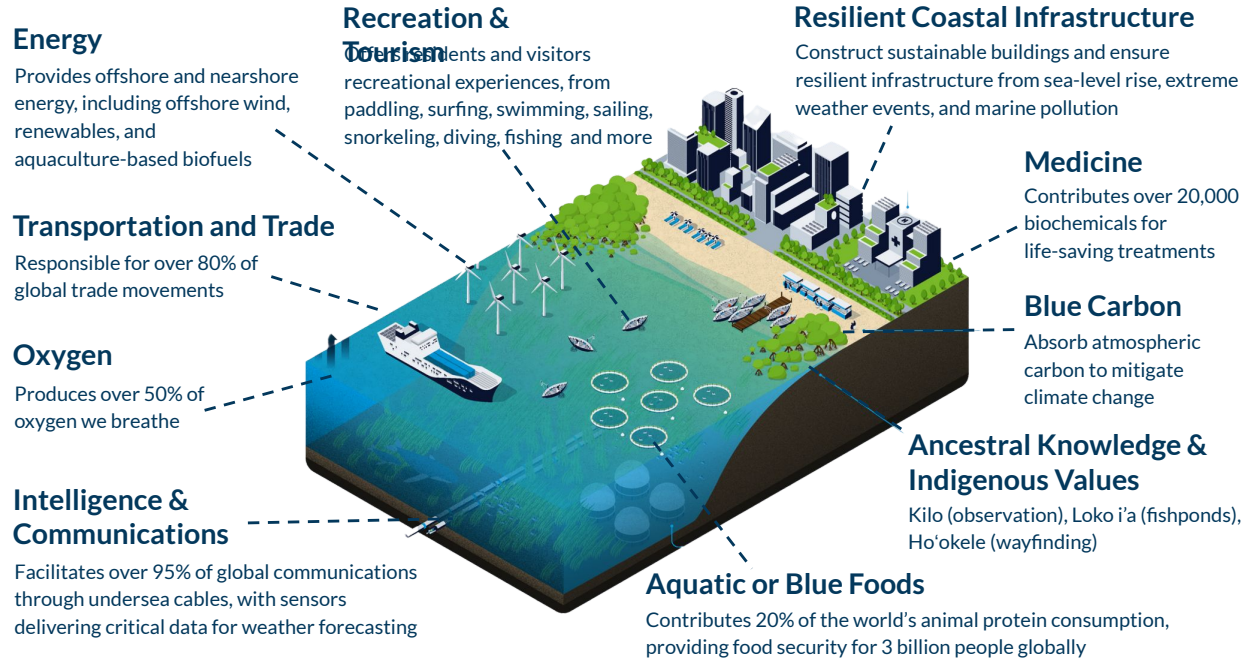 Energy
Provides offshore and nearshore
energy, including offshore wind,
renewables, and
aquaculture-based biofuels
Recreation &
Tourism
Offers residents and visitors
recreational experiences, from
paddling, surfing, swimming, sailing,
snorkeling, diving, fishing and more
Resilient Coastal Infrastructure
Construct sustainable buildings and ensure
resilient infrastructure from sea-level rise, extreme
weather events, and marine pollution
Medicine
Contributes over 20,000
biochemicals for
life-saving treatments
Transportation and Trade
Responsible for over 80% of
global trade movements
Blue Carbon
Absorb atmospheric
carbon to mitigate
climate change
Oxygen
Produces over 50% of
oxygen we breathe
Ancestral Knowledge &
Indigenous Values
Kilo (observation), Loko i’a (fishponds),
Hoʻokele (wayfinding)
Intelligence &
Communications
Facilitates over 95% of global communications
through undersea cables, with sensors
delivering critical data for weather forecasting
Aquatic or Blue Foods
Contributes 20% of the world’s animal protein consumption,
providing food security for 3 billion people globally